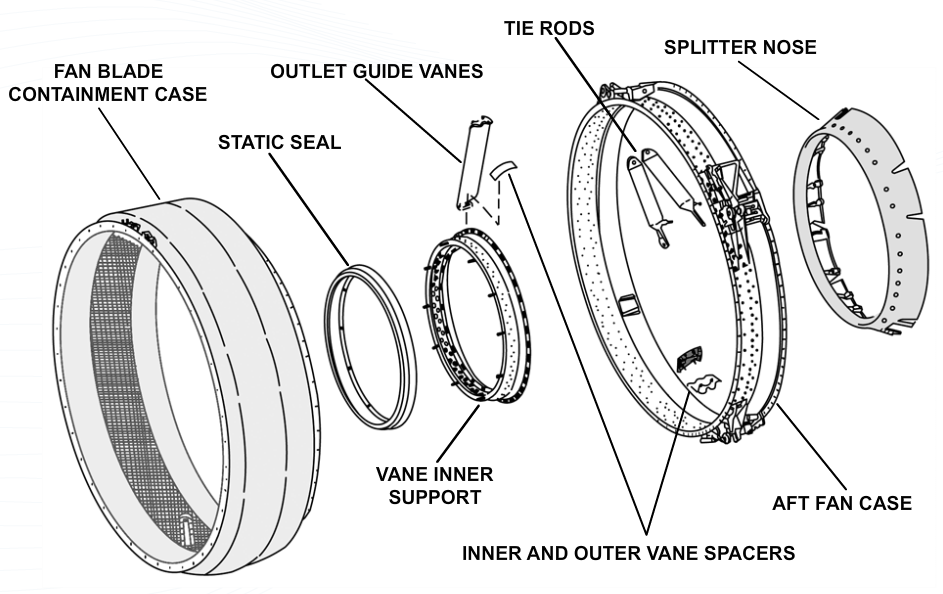 TIE RODS
SPLITTER NOSE
FAN BLADE
CONTAINMENT CASE
OUTLET GUIDE VANES
STATIC SEAL
VANE INNER
SUPPORT
AFT FAN CASE
INNER AND OUTER VANE SPACERS